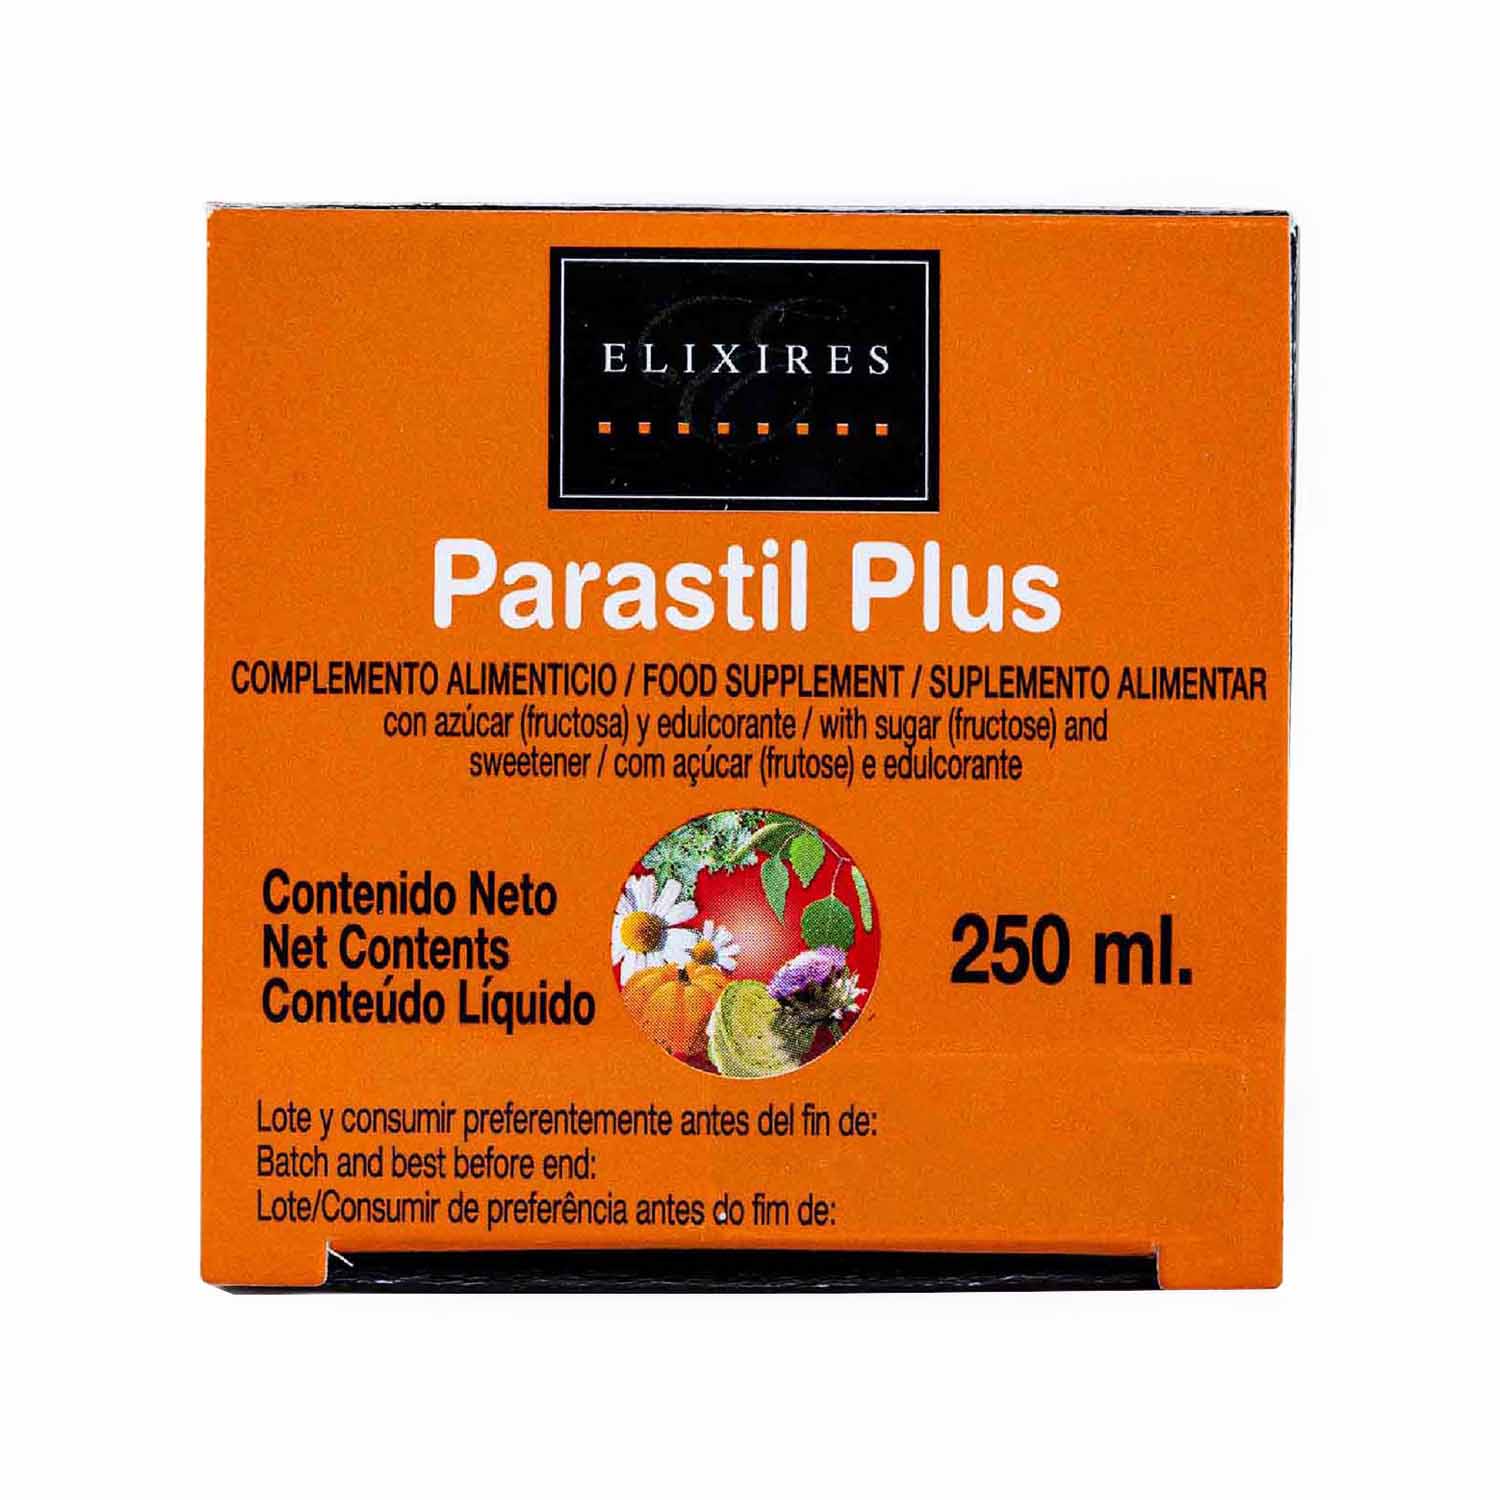 ELIXIRES
Parastil Plus
COMPLEMENTO ALIMENTICIO / FOOD SUPPLEMENT / SUPLEMENTO ALIMENTAR
con azúcar (fructosa) y edulcorante / with sugar (fructose) and
sweetener / com açúcar (frutose) e edulcorante
Contenido Neto
Net Contents
Conteúdo Líquido
250 ml.
Lote y consumir preferentemente antes del fin de:
Batch and best before end:
Lote/Consumir de preferência antes do fim de: